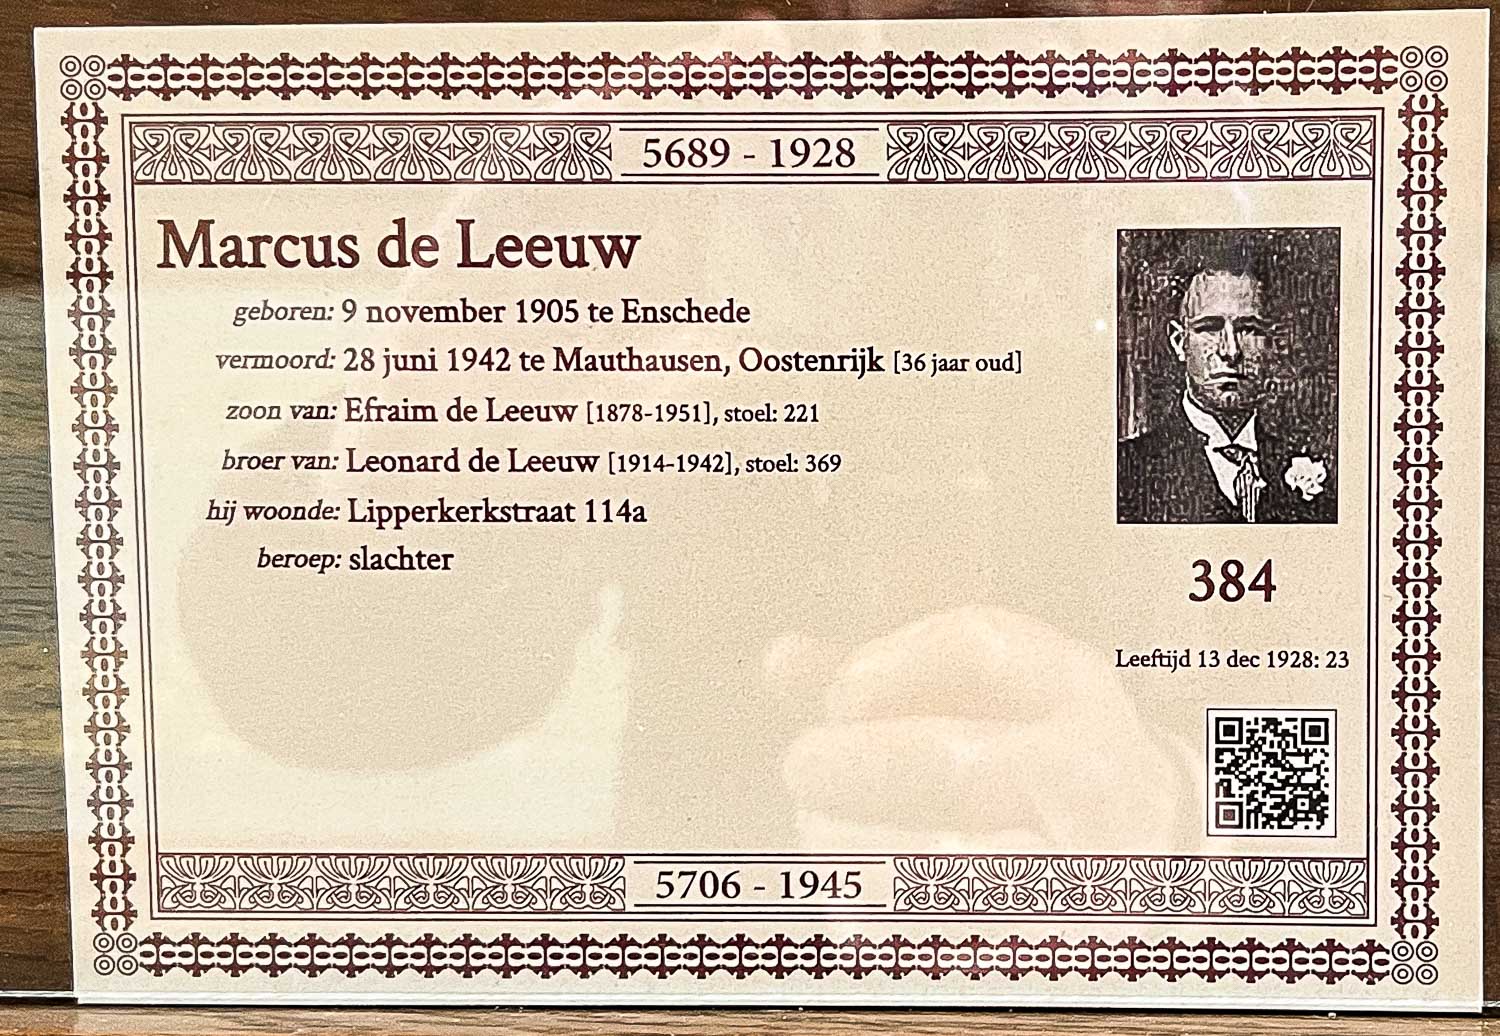 5689 - 1928
Marcus de Leeuw
geboren: 9 november 1905 te Enschede
vermoord: 28 juni 1942 te Mauthausen, Oostenrijk [36 jaar oud]
zoon van: Efraim de Leeuw [1878-1951], stoel: 221
broer van: Leonard de Leeuw [1914-1942], stoel: 369
hij woonde: Lipperkerkstraat 114a
beroep: slachter
384
Leeftijd 13 dec 1928: 23
5706 - 1945